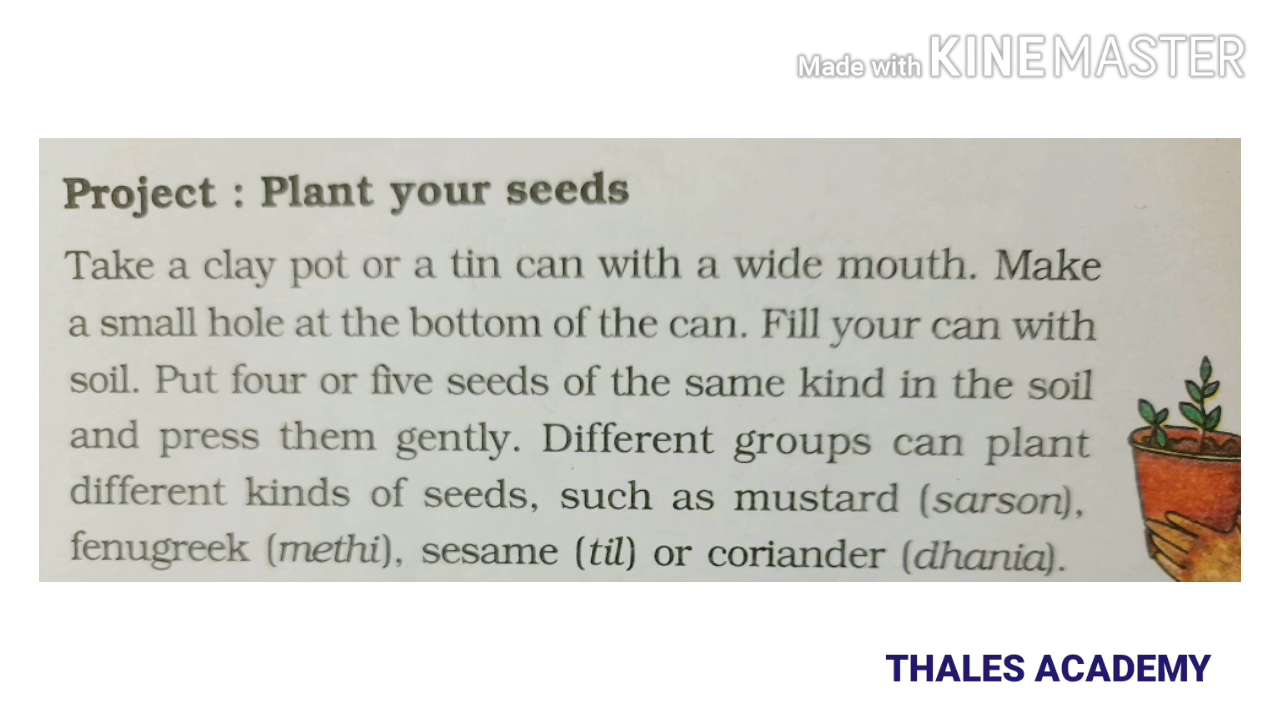 Made with KINEMASTER
Project : Plant your seeds
Take a clay pot or a tin can with a wide mouth. Make
a small hole at the bottom of the can. Fill your can with
soil. Put four or five seeds of the same kind in the soil
and press them gently. Different groups can plant
different kinds of seeds, such as mustard (sarson),
fenugreek (methi), sesame (til) or coriander (dhania).
THALES ACADEMY